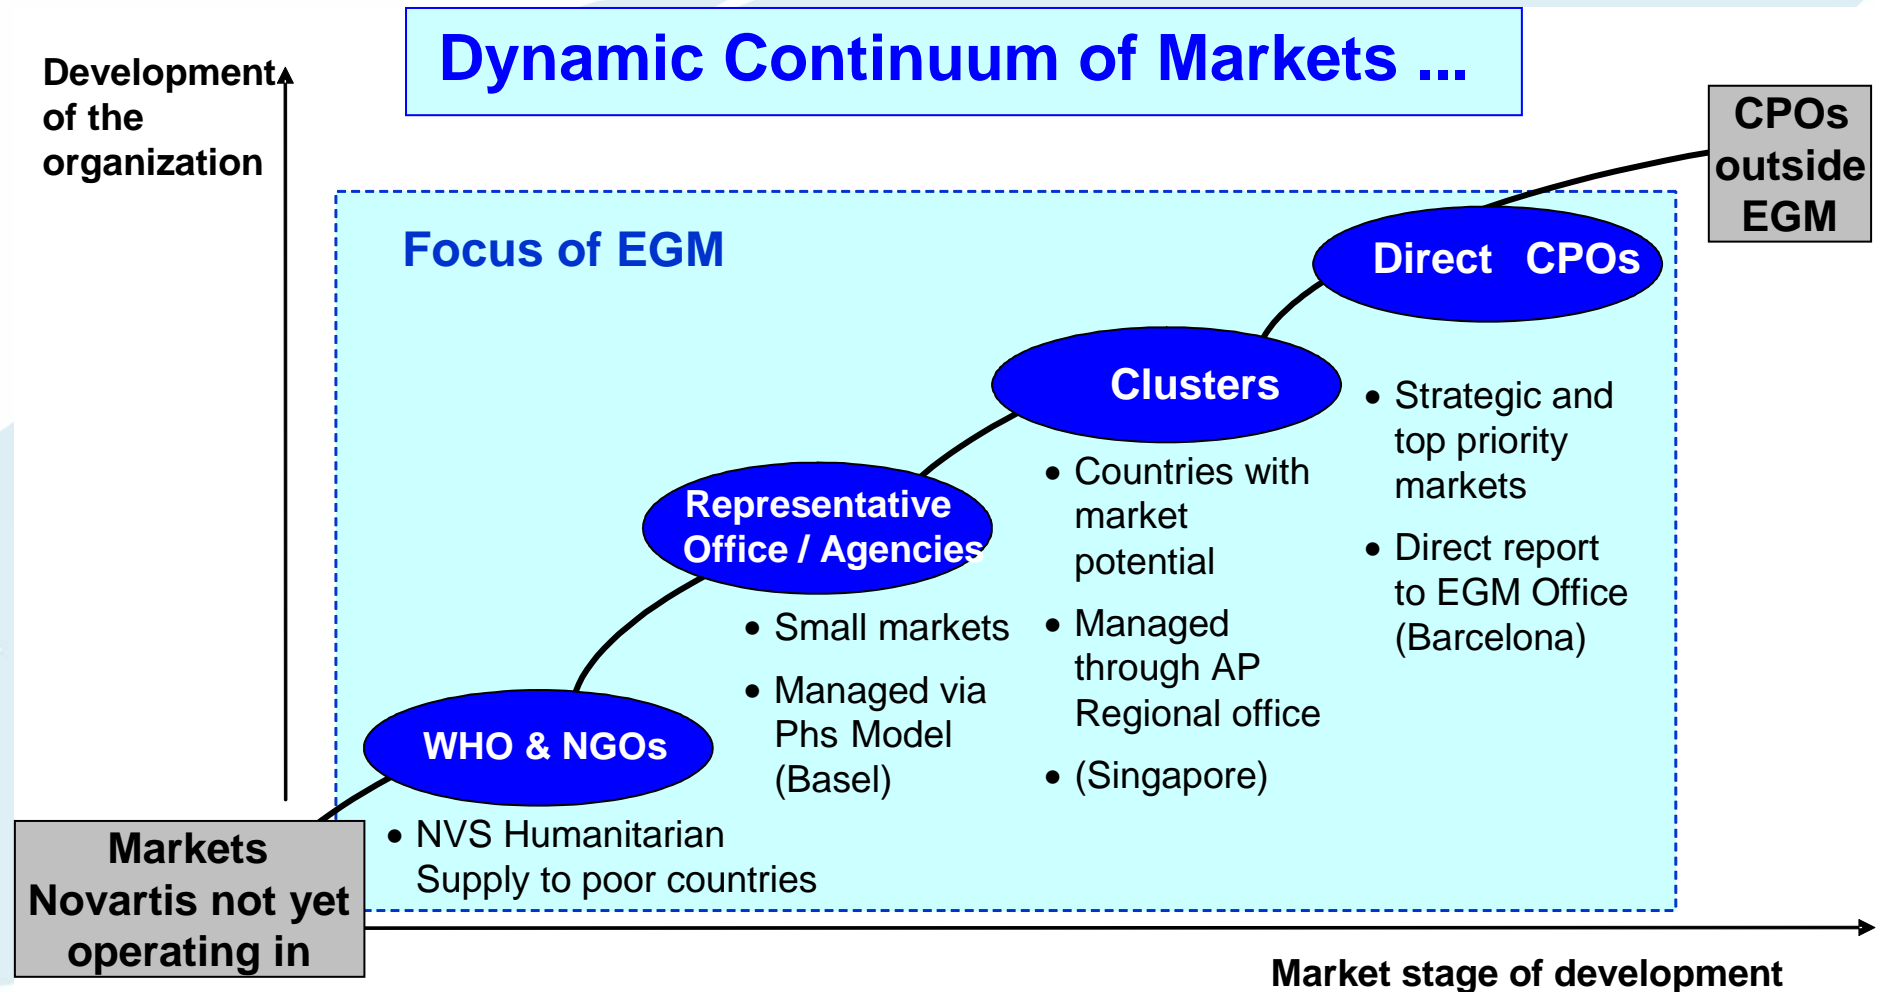 Dynamic Continuum of Markets ...
Development
of the
organization
CPOs
outside
EGM
Focus of EGM
Direct CPOs
Clusters
• Strategic and
top priority
markets
• Direct report
to EGM Office
(Barcelona)
• Countries with
market
potential
• Managed
through AP
Regional office
• (Singapore)
Representative
Office / Agencies
• Small markets
• Managed via
Phs Model
(Basel)
WHO & NGOs
• NVS Humanitarian
Supply to poor countries
Markets
Novartis not yet
operating in
Market stage of development